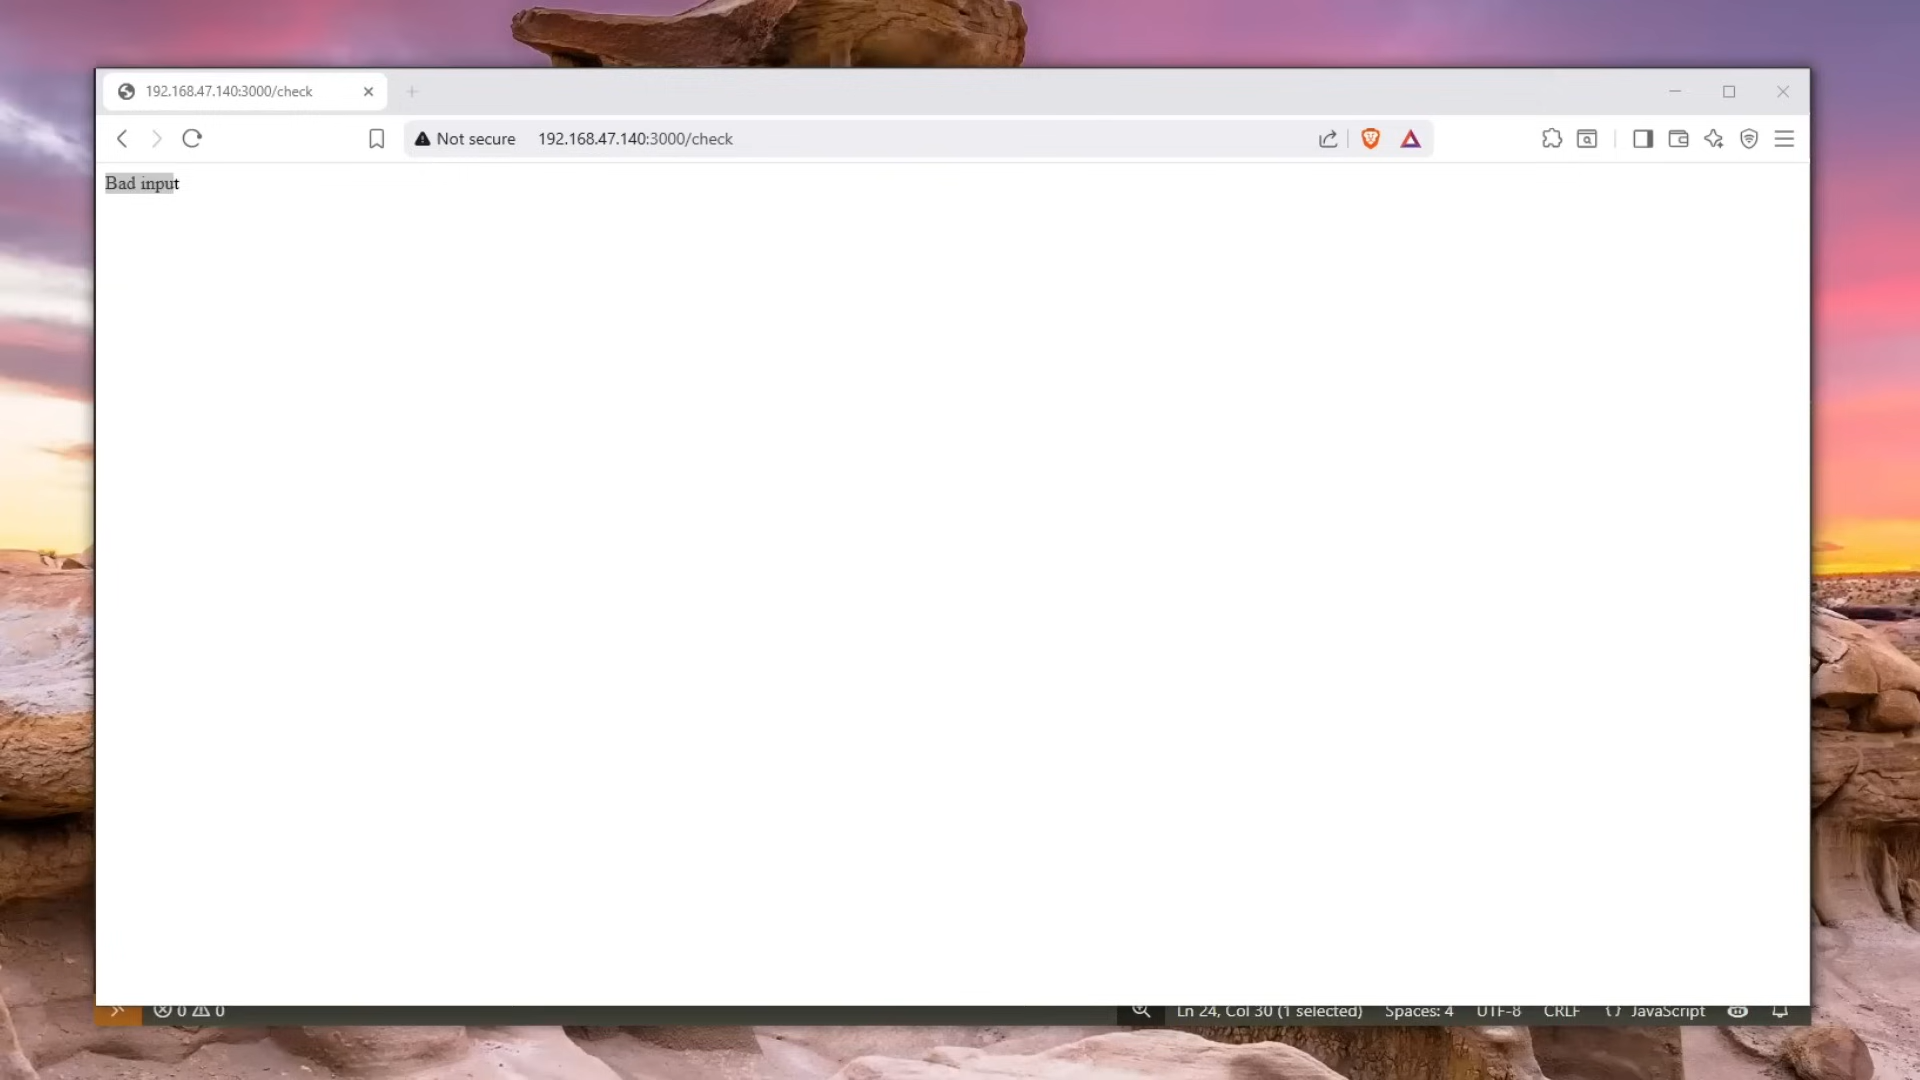 192.168.47.140:3000/check
Not secure 192.168.47.140:3000/check
Bad input
0 0 Ln 24, Col 30 (1 selected) Spaces: 4 UTF-8 CRLF {} JavaScript